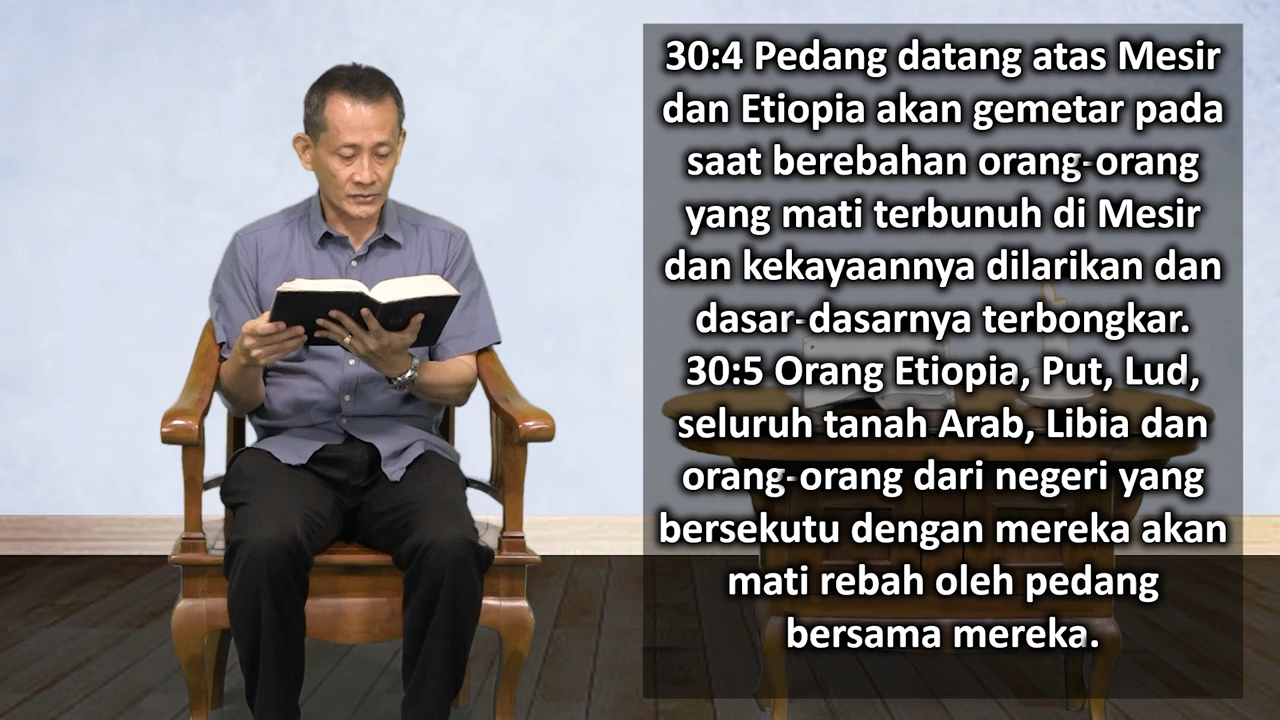 30:4 Pedang datang atas Mesir
dan Etiopia akan gemetar pada
saat berebahan orang-orang
yang mati terbunuh di Mesir
dan kekayaannya dilarikan dan
dasar-dasarnya terbongkar.
30:5 Orang Etiopia, Put, Lud,
seluruh tanah Arab, Libia dan
orang-orang dari negeri yang
bersekutu dengan mereka akan
mati rebah oleh pedang
bersama mereka.